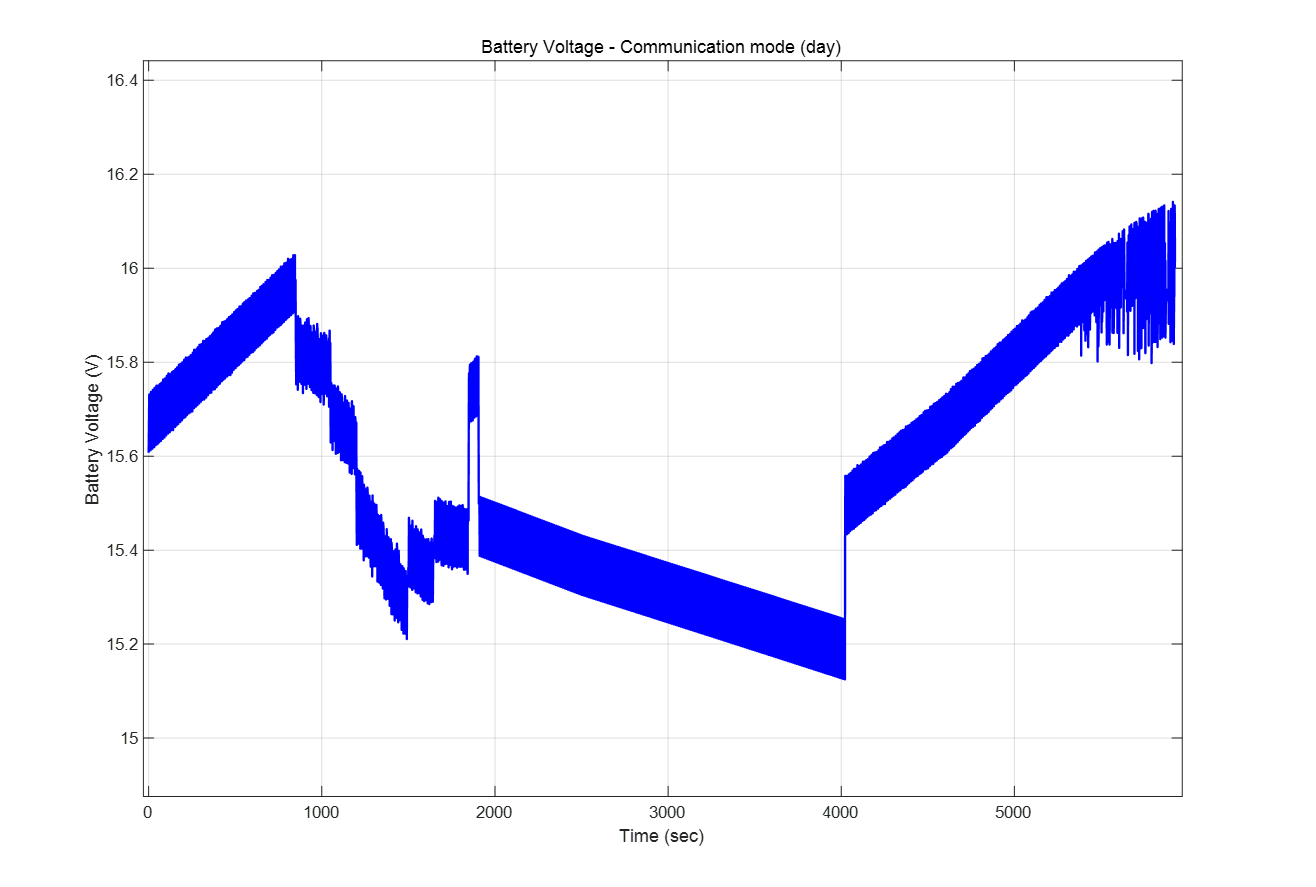 Battery Voltage - Communication mode (day)
16.4
16.2
16
15.8
15.6
15.4
15.2
15
Battery Voltage (V)
0 1000 2000 3000 4000 5000
Time (sec)